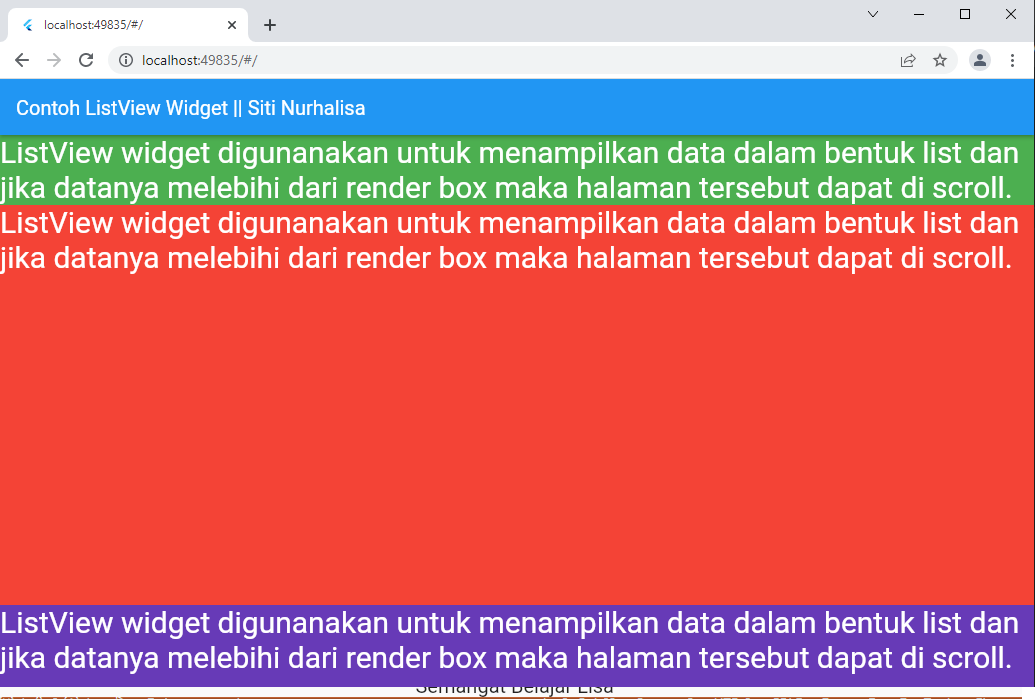 localhost:49835/#/
localhost:49835/#/
Contoh ListView Widget || Siti Nurhalisa
ListView widget digunanakan untuk menampilkan data dalam bentuk list dan
jika datanya melebihi dari render box maka halaman tersebut dapat di scroll.
ListView widget digunanakan untuk menampilkan data dalam bentuk list dan
jika datanya melebihi dari render box maka halaman tersebut dapat di scroll.
ListView widget digunanakan untuk menampilkan data dalam bentuk list dan
jika datanya melebihi dari render box maka halaman tersebut dapat di scroll.
Semangat Belajar Lisa